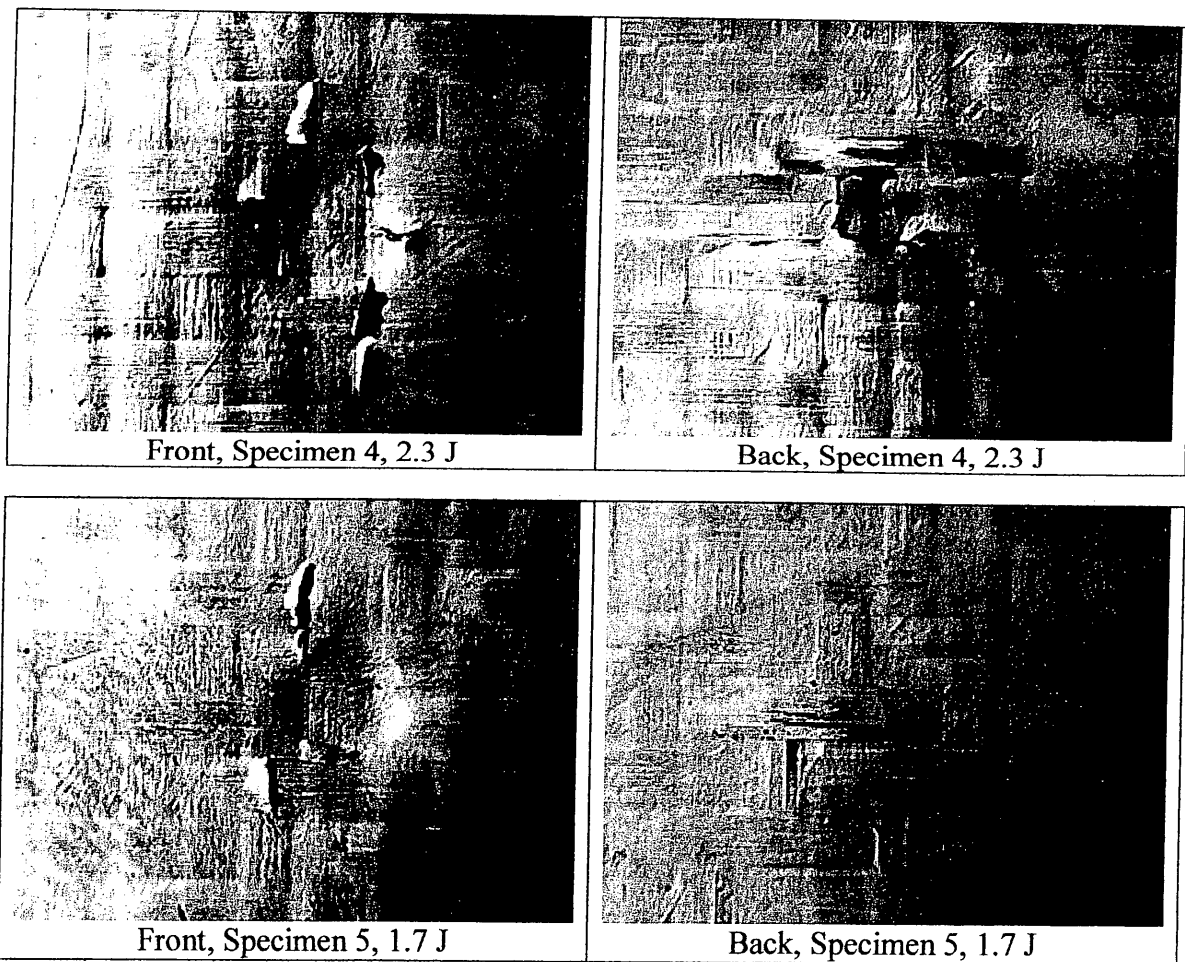 Front, Specimen 4, 2.3 J
Back, Specimen 4, 2.3 J
Front, Specimen 5, 1.7 J
Back, Specimen 5, 1.7 J